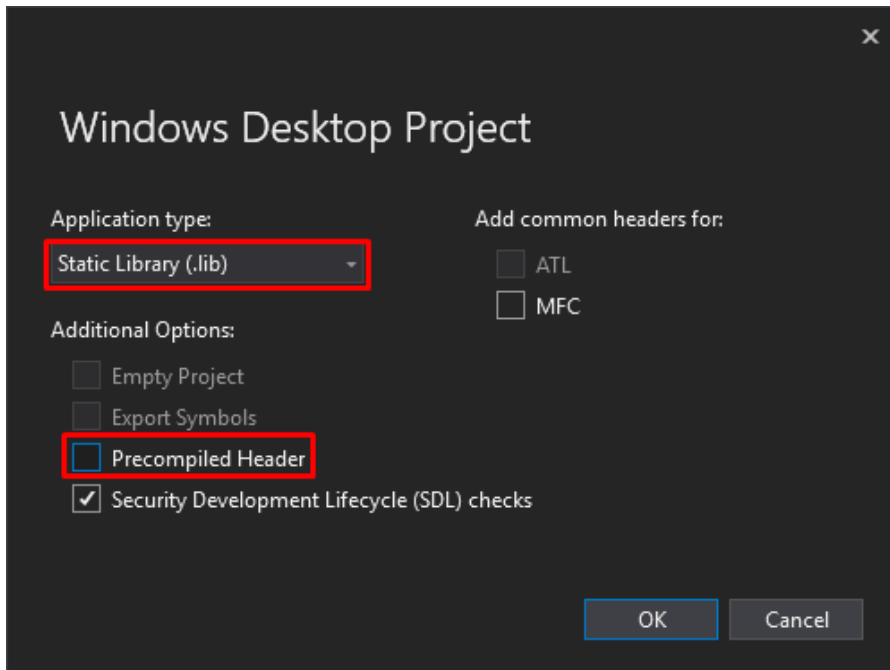 Windows Desktop Project
Application type:
Static Library (.lib)
Additional Options:
Empty Project
Export Symbols
Precompiled Header
Security Development Lifecycle (SDL) checks
Add common headers for:
ATL
MFC
OK
Cancel